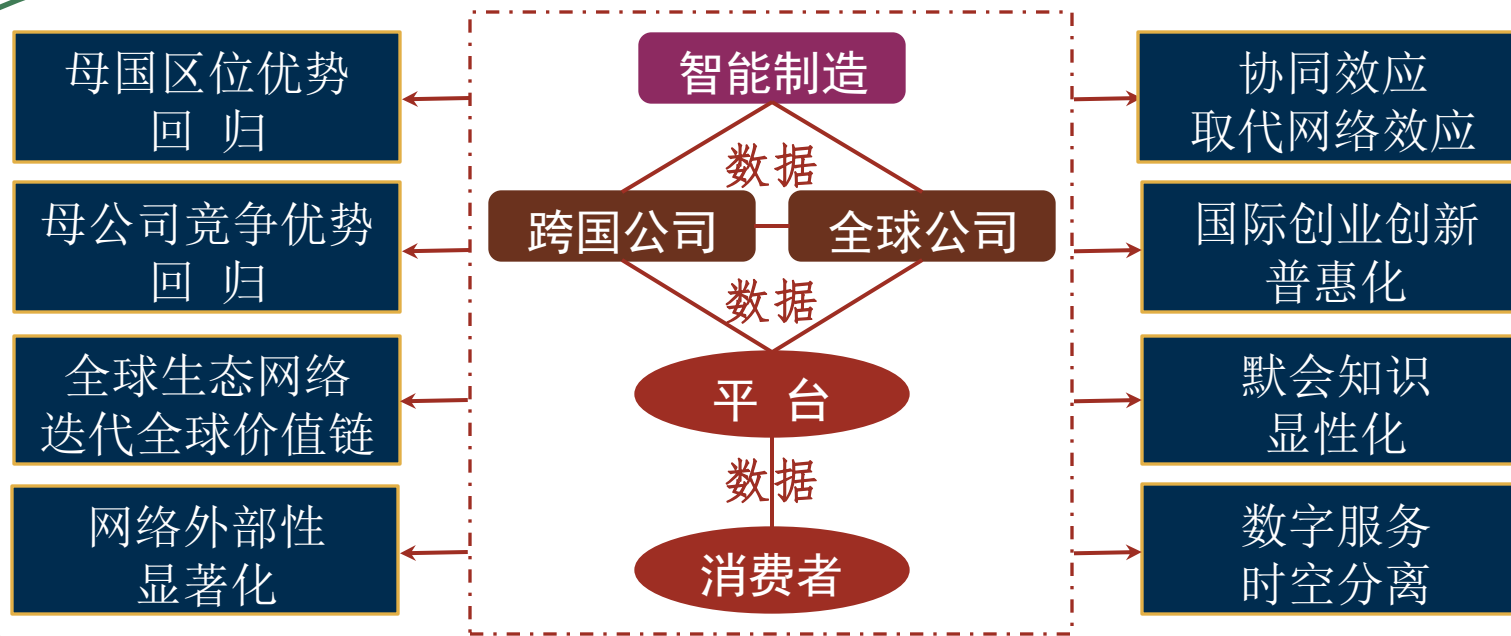 母国区位优势
回 归
母公司竞争优势
回 归
全球生态网络
迭代全球价值链
网络外部性
显著化
智能制造
数据
跨国公司
全球公司
数据
平 台
数据
消费者
协同效应
取代网络效应
国际创业创新
普惠化
默会知识
显性化
数字服务
时空分离